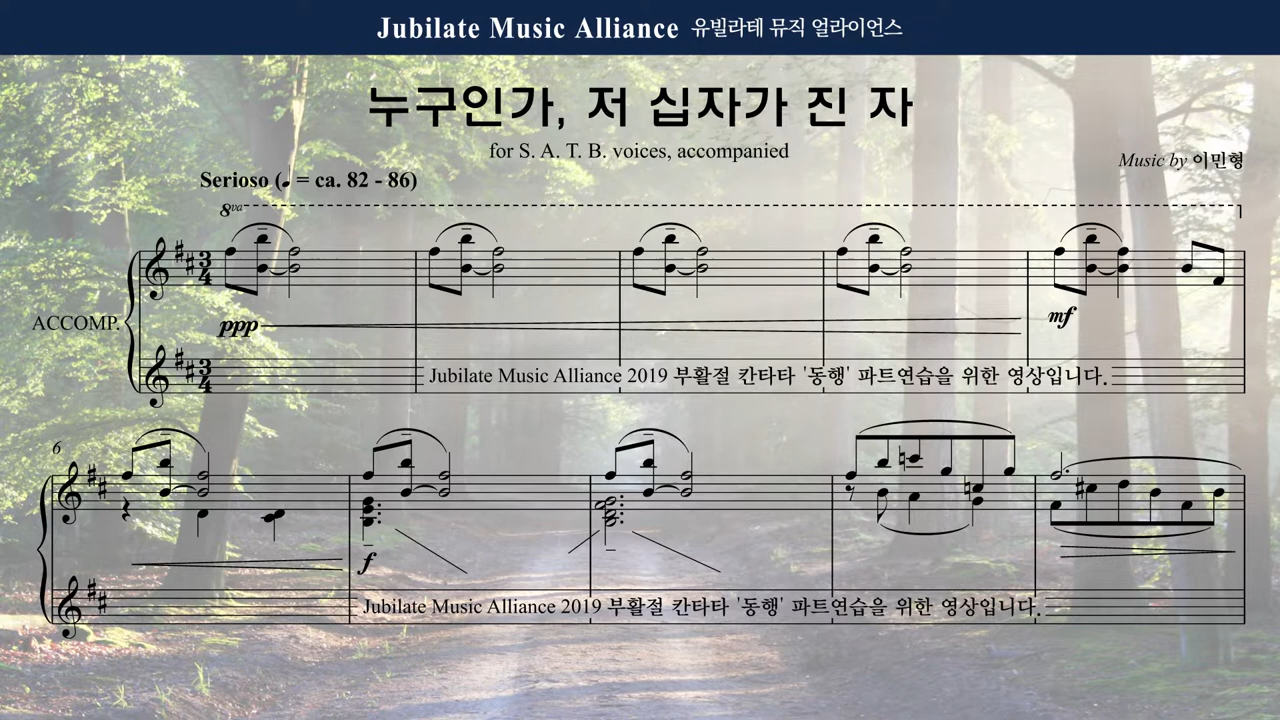 Jubilate Music Alliance 유빌라테 뮤직 얼라이언스
누구인가, 저 십자가 진 자
for S. A. T. B. voices, accompanied
Music by 이민형
Serioso (♩ = ca. 82 - 86)
8va
3 4
ACCOMP.
ppp
mf
3 4
Jubilate Music Alliance 2019 부활절 칸타타 '동행' 파트연습을 위한 영상입니다.
6
f
Jubilate Music Alliance 2019 부활절 칸타타 '동행' 파트연습을 위한 영상입니다.